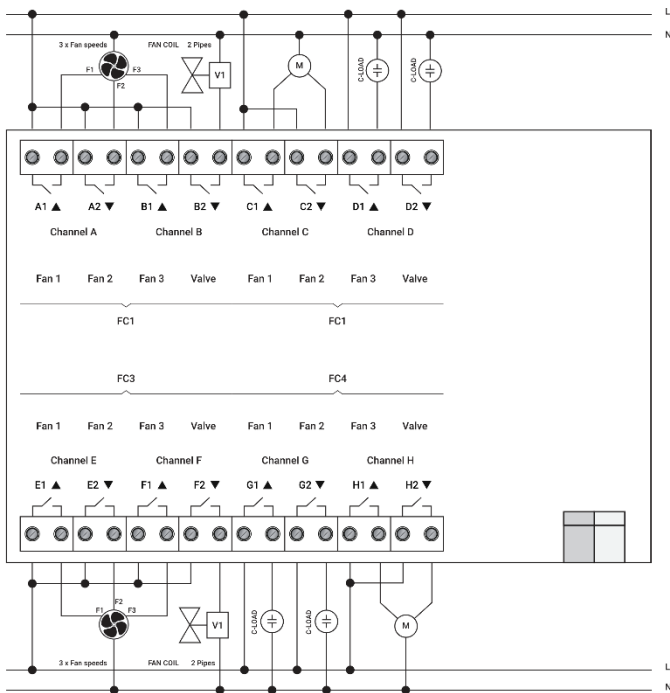 L
N
3 x Fan speeds FAN COIL 2 Pipes
F1 F3
F2
V1
M
C-LOAD
C-LOAD
A1 ▲ A2 ▼ B1 ▲ B2 ▼ C1 ▲ C2 ▼ D1 ▲ D2 ▼
Channel A Channel B Channel C Channel D
Fan 1 Fan 2 Fan 3 Valve Fan 1 Fan 2 Fan 3 Valve
FC1 FC1
FC3 FC4
Fan 1 Fan 2 Fan 3 Valve Fan 1 Fan 2 Fan 3 Valve
Channel E Channel F Channel G Channel H
E1 ▲ E2 ▼ F1 ▲ F2 ▼ G1 ▲ G2 ▼ H1 ▲ H2 ▼
F2
F1 F3
V1
C-LOAD
C-LOAD
M
3 x Fan speeds FAN COIL 2 Pipes
L
N